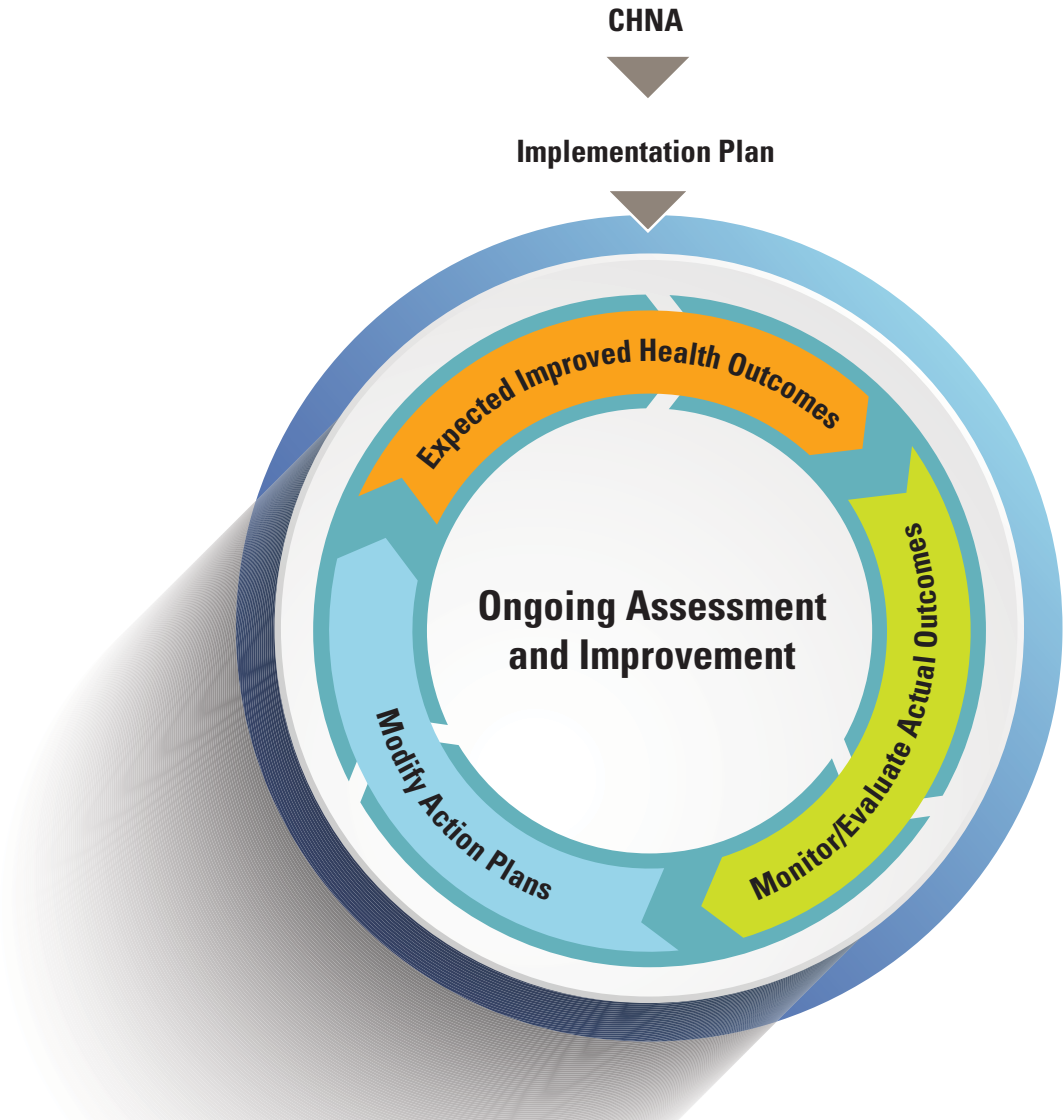 CHNA
Implementation Plan
Expected Improved Health Outcomes
Monitor/Evaluate Actual Outcomes
Modify Action Plans
Ongoing Assessment
and Improvement